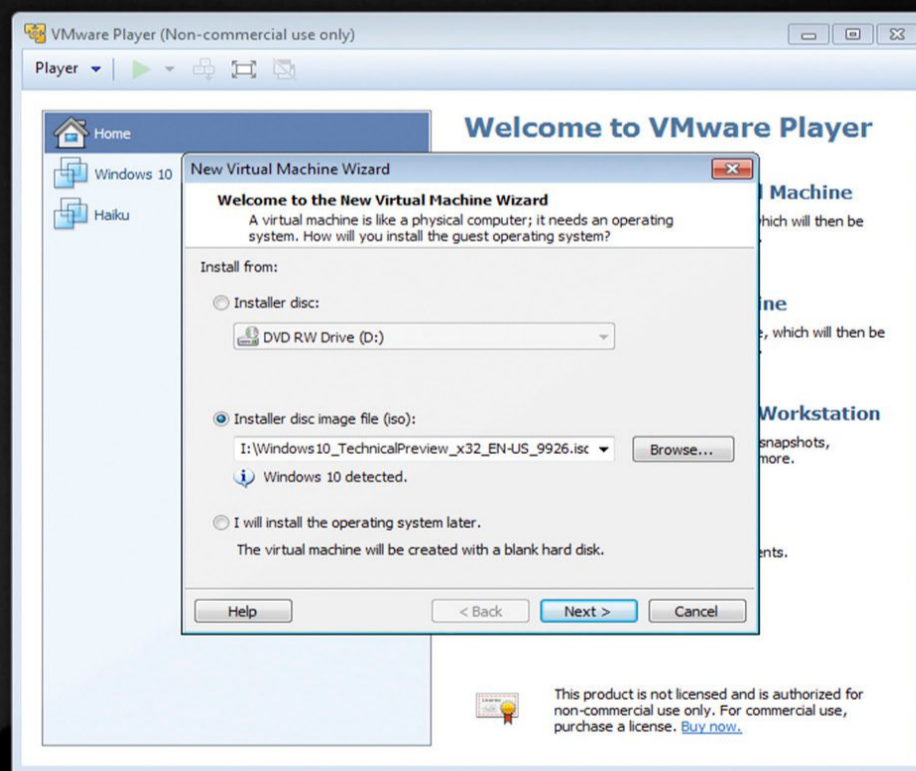 VMware Player (Non-commercial use only)
Player
Welcome to VMware Player
Home
Windows 10
Haiku
New Virtual Machine Wizard
Welcome to the New Virtual Machine Wizard
A virtual machine is like a physical computer; it needs an operating
system. How will you install the guest operating system?
Install from:
Installer disc:
DVD RW Drive (D:)
Installer disc image file (iso):
I:\Windows10_TechnicalPreview_x32_EN-US_9926.isc
Browse...
Windows 10 detected.
I will install the operating system later.
The virtual machine will be created with a blank hard disk.
Help
< Back
Next >
Cancel
Machine
which will then be
ine
, which will then be
Workstation
snapshots,
more.
ents.
This product is not licensed and is authorized for
non-commercial use only. For commercial use,
purchase a license. Buy now.